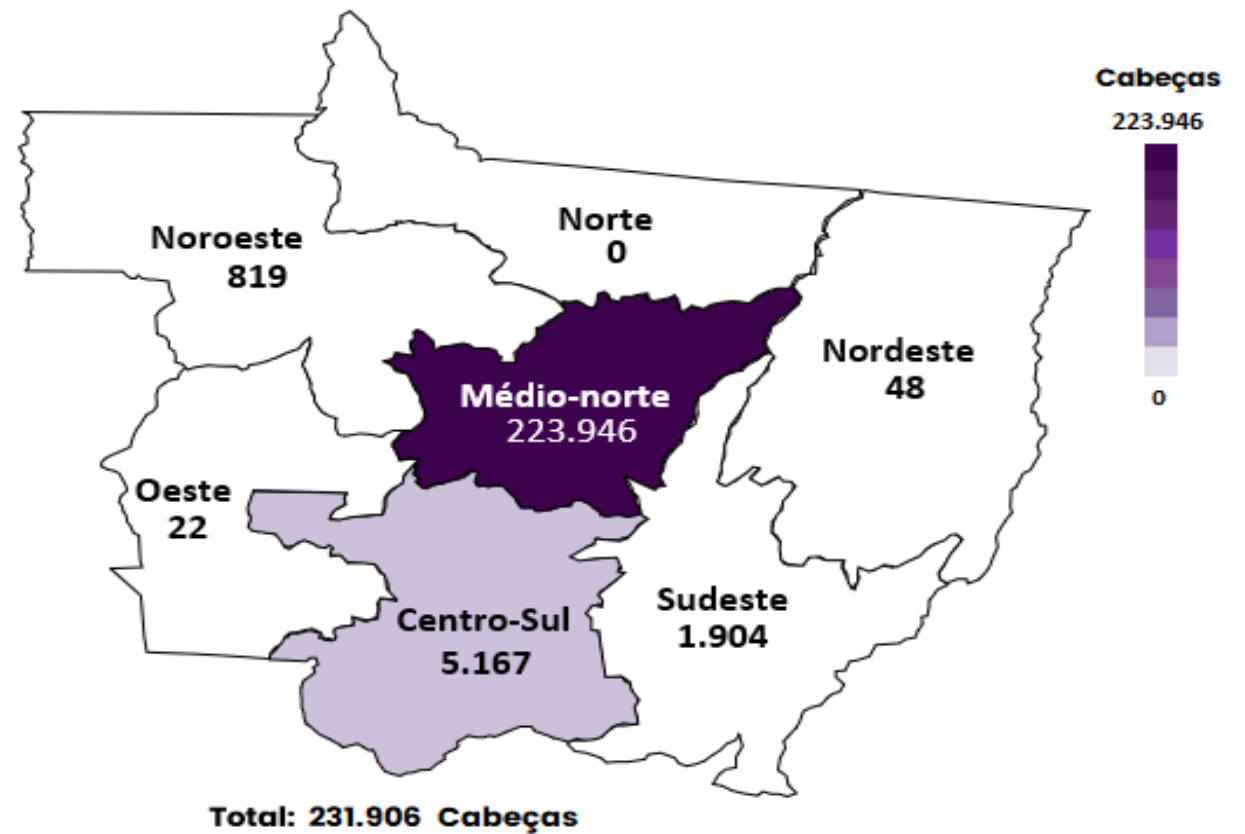 Cabeças
223.946
0
Norte
0
Noroeste
819
Nordeste
48
Médio-norte
223.946
Oeste
22
Sudeste
1.904
Centro-Sul
5.167
Total: 231.906 Cabeças